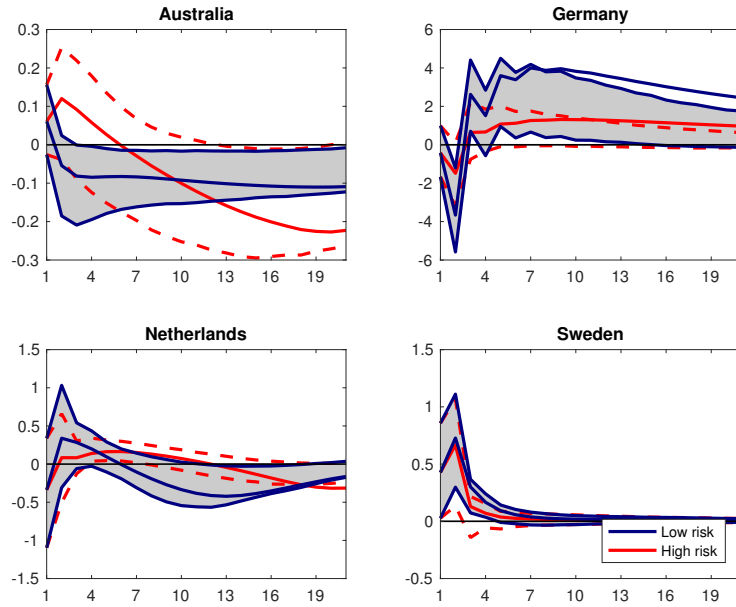 Australia
0.3
0.2
0.1
0
-0.1
-0.2
-0.3
1 4 7 10 13 16 19
Germany
6
4
2
0
-2
-4
-6
1 4 7 10 13 16 19
Netherlands
1.5
1
0.5
0
-0.5
-1
-1.5
1 4 7 10 13 16 19
Sweden
1.5
1
0.5
0
-0.5
1 4 7 10 13 16 19
Low risk
High risk